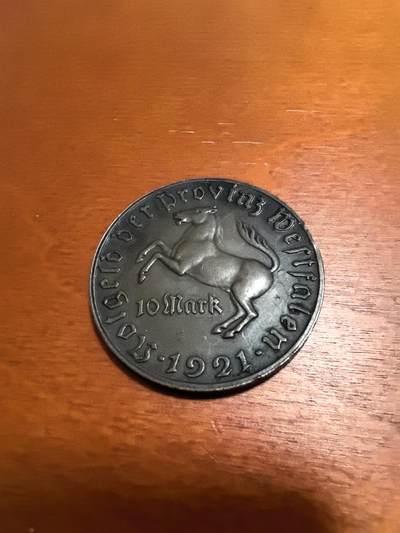 Notgeld der Provinz Westfalen
10 Mark
· 1921 ·